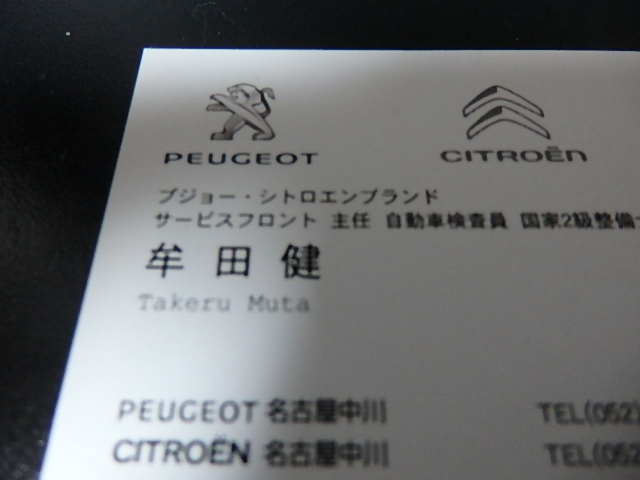 PEUGEOT CITROËN
プジョー・シトロエンブランド
サービスフロント 主任 自動車検査員 国家2級整備
牟田 健
Takeru Muta
PEUGEOT 名古屋中川 TEL(052)
CITROËN 名古屋中川 TEL(052